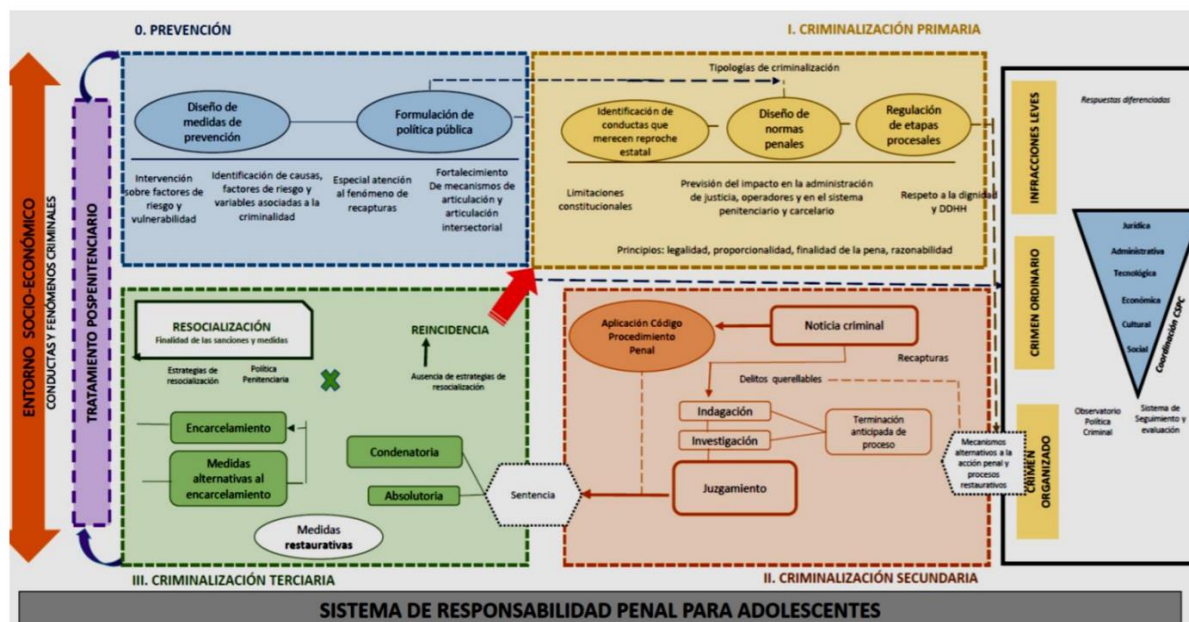 0. PREVENCIÓN
I. CRIMINALIZACIÓN PRIMARIA
ENTORNO SOCIO-ECONÓMICO
CONDUCTAS Y FENÓMENOS CRIMINALES
TRATAMIENTO POSPENITENCIARIO
Diseño de
medidas de
prevención
Formulación de
política pública
Intervención
sobre factores de
riesgo y
vulnerabilidad
Identificación de causas,
factores de riesgo y
variables asociadas a la
criminalidad
Especial atención
al fenómeno de
recapturas
Fortalecimiento
De mecanismos de
articulación y
articulación
intersectorial
Tipologías de criminalización
Identificación de
conductas que
merecen reproche
estatal
Diseño de
normas
penales
Regulación
de etapas
procesales
Limitaciones
constitucionales
Previsión del impacto en la administración
de justicia, operadores y en el sistema
penitenciario y carcelario
Respeto a la dignidad
y DDHH
Principios: legalidad, proporcionalidad, finalidad de la pena, razonabilidad
RESOCIALIZACIÓN
Finalidad de las sanciones y medidas
Estrategias de
resocialización
Política
Penitenciaria
REINCIDENCIA
Ausencia de estrategias de
resocialización
Encarcelamiento
Medidas
alternativas al
encarcelamiento
Condenatoria
Absolutoria
Medidas
restaurativas
Sentencia
Aplicación Código
Procedimiento
Penal
Noticia criminal
Recapturas
Delitos querellables
Indagación
Investigación
Terminación
anticipada de
proceso
Juzgamiento
Mecanismos
alternativos a la
acción penal y
procesos
restaurativos
INFRACCIONES LEVES
CRIMEN ORDINARIO
CRIMEN
ORGANIZADO
Respuestas diferenciadas
Jurídica
Administrativa
Tecnológica
Económica
Cultural
Social
Coordinación CSPC
Observatorio
Política
Criminal
Sistema de
Seguimiento y
evaluación
III. CRIMINALIZACIÓN TERCIARIA
II. CRIMINALIZACIÓN SECUNDARIA
SISTEMA DE RESPONSABILIDAD PENAL PARA ADOLESCENTES